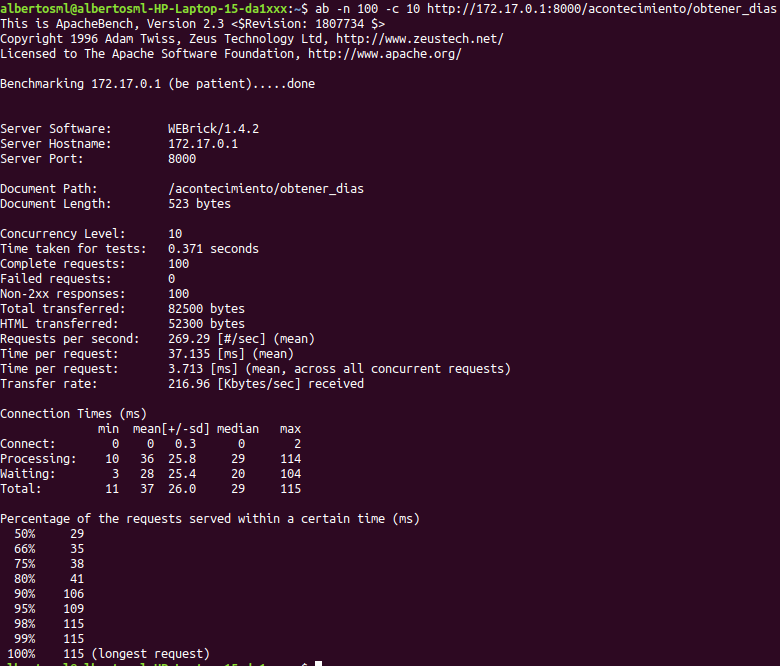 albertosml@albertosml-HP-Laptop-15-da1xxx:~$ ab -n 100 -c 10 http://172.17.0.1:8000/acontecimiento/obtener_dias
This is ApacheBench, Version 2.3 <$Revision: 1807734 $>
Copyright 1996 Adam Twiss, Zeus Technology Ltd, http://www.zeustech.net/
Licensed to The Apache Software Foundation, http://www.apache.org/

Benchmarking 172.17.0.1 (be patient).....done


Server Software:        WEBrick/1.4.2
Server Hostname:        172.17.0.1
Server Port:            8000

Document Path:          /acontecimiento/obtener_dias
Document Length:        523 bytes

Concurrency Level:      10
Time taken for tests:   0.371 seconds
Complete requests:      100
Failed requests:        0
Non-2xx responses:      100
Total transferred:      82500 bytes
HTML transferred:       52300 bytes
Requests per second:    269.29 [#/sec] (mean)
Time per request:       37.135 [ms] (mean)
Time per request:       3.713 [ms] (mean, across all concurrent requests)
Transfer rate:          216.96 [Kbytes/sec] received

Connection Times (ms)
              min  mean[+/-sd] median   max
Connect:        0    0   0.3      0       2
Processing:    10   36  25.8     29     114
Waiting:        3   28  25.4     20     104
Total:         11   37  26.0     29     115

Percentage of the requests served within a certain time (ms)
  50%     29
  66%     35
  75%     38
  80%     41
  90%    106
  95%    109
  98%    115
  99%    115
 100%    115 (longest request)